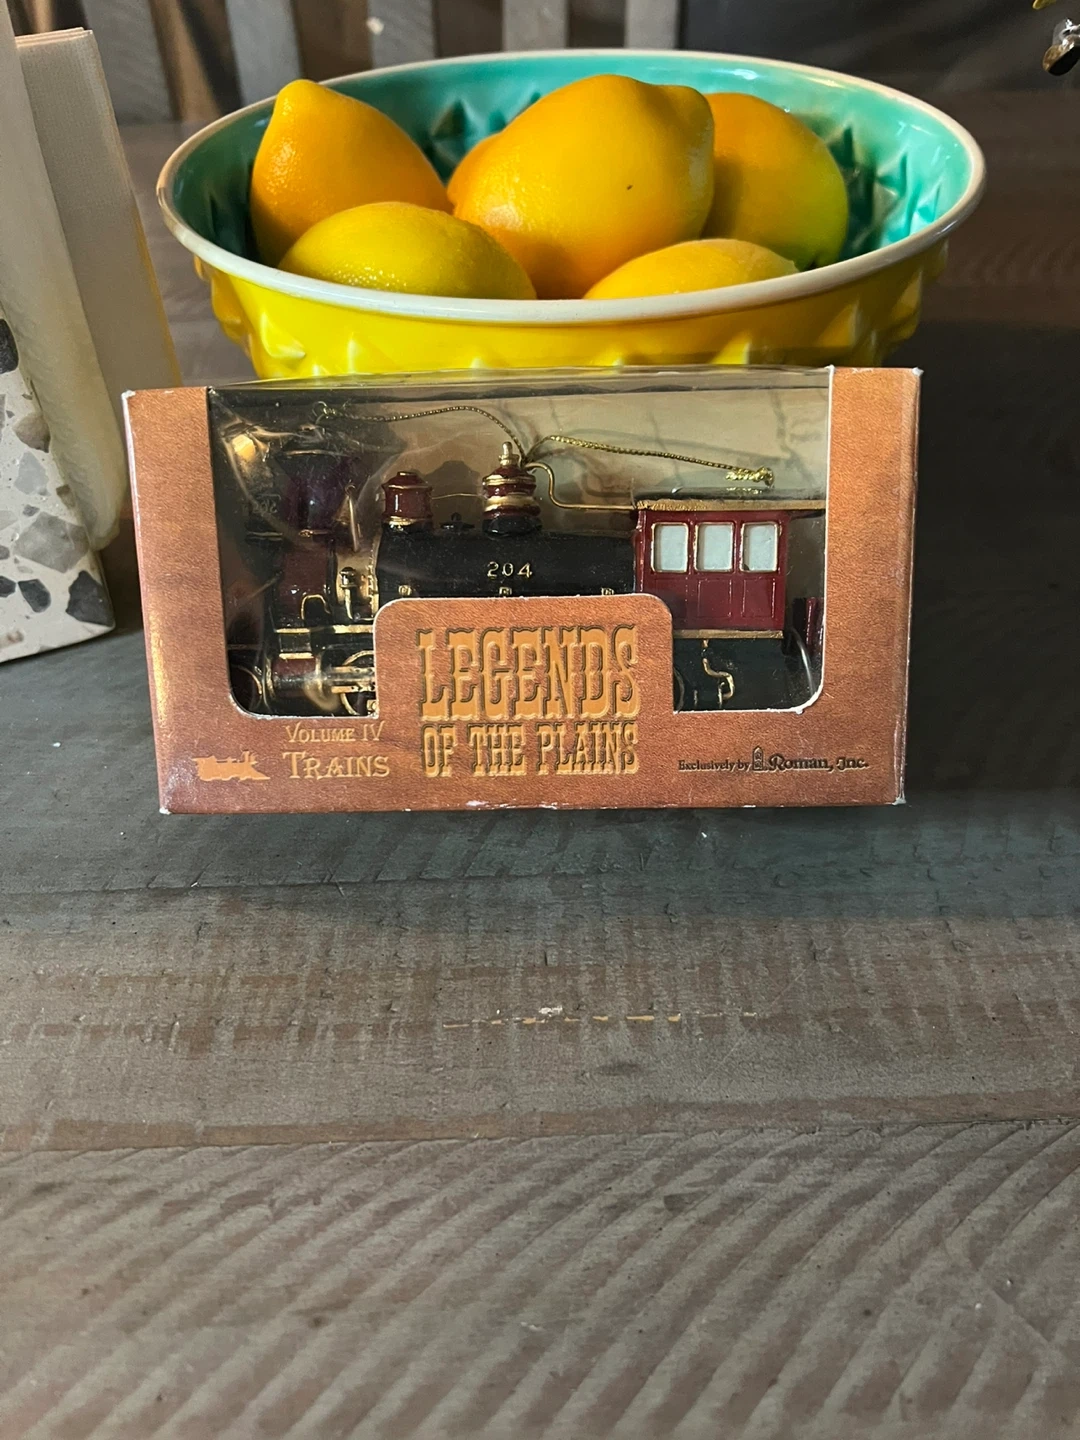 204
LEGENDS
OF THE PLAINS
VOLUME IV
TRAINS
Exclusively by Roman, Inc.